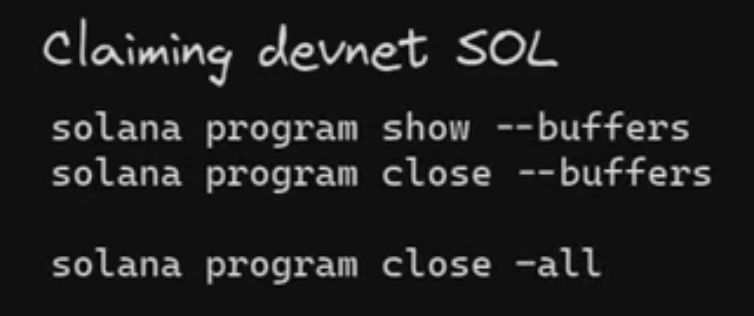 Claiming devnet SOL
solana program show --buffers
solana program close --buffers
solana program close -all